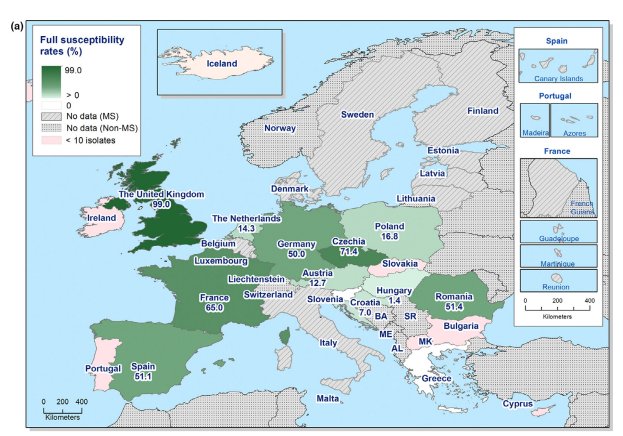 (a)
Full susceptibility
rates (%)
99.0
> 0
0
No data (MS)
No data (Non-MS)
< 10 isolates
Iceland
Spain
Canary Islands
Portugal
Madeira
Azores
France
French
Guiana
Guadeloupe
Martinique
Reunion
0 200 400
Kilometers
Norway
Sweden
Finland
Estonia
Latvia
Lithuania
Denmark
The United Kingdom
99.0
Ireland
The Netherlands
14.3
Belgium
Luxembourg
Germany
50.0
Poland
16.8
Czechia
71.4
Slovakia
Liechtenstein
Austria
12.7
Switzerland
Hungary
1.4
Slovenia
Croatia
7.0
France
65.0
Romania
51.4
BA
SR
Bulgaria
ME
MK
AL
Italy
Portugal
Spain
51.1
Greece
Malta
Cyprus
0 200 400
Kilometers